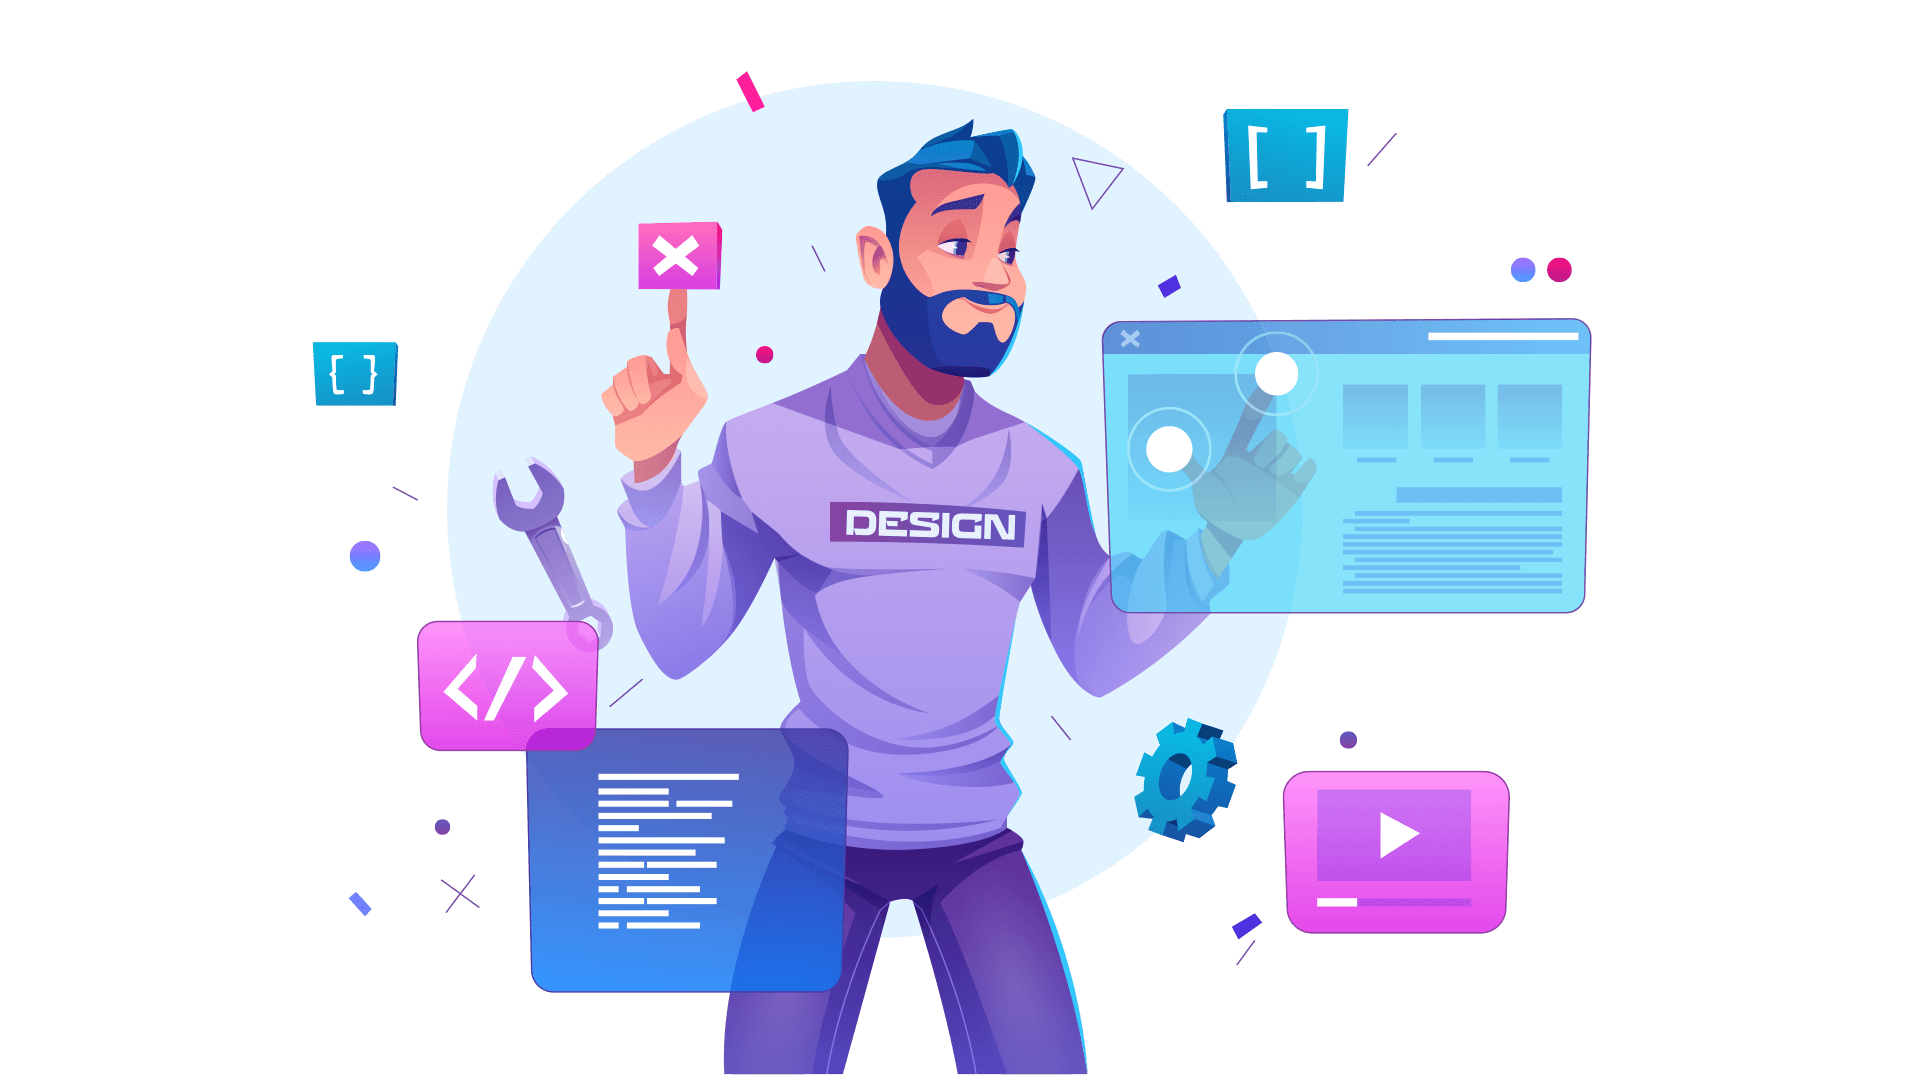 [ ]
{ }
DESIGN
</>